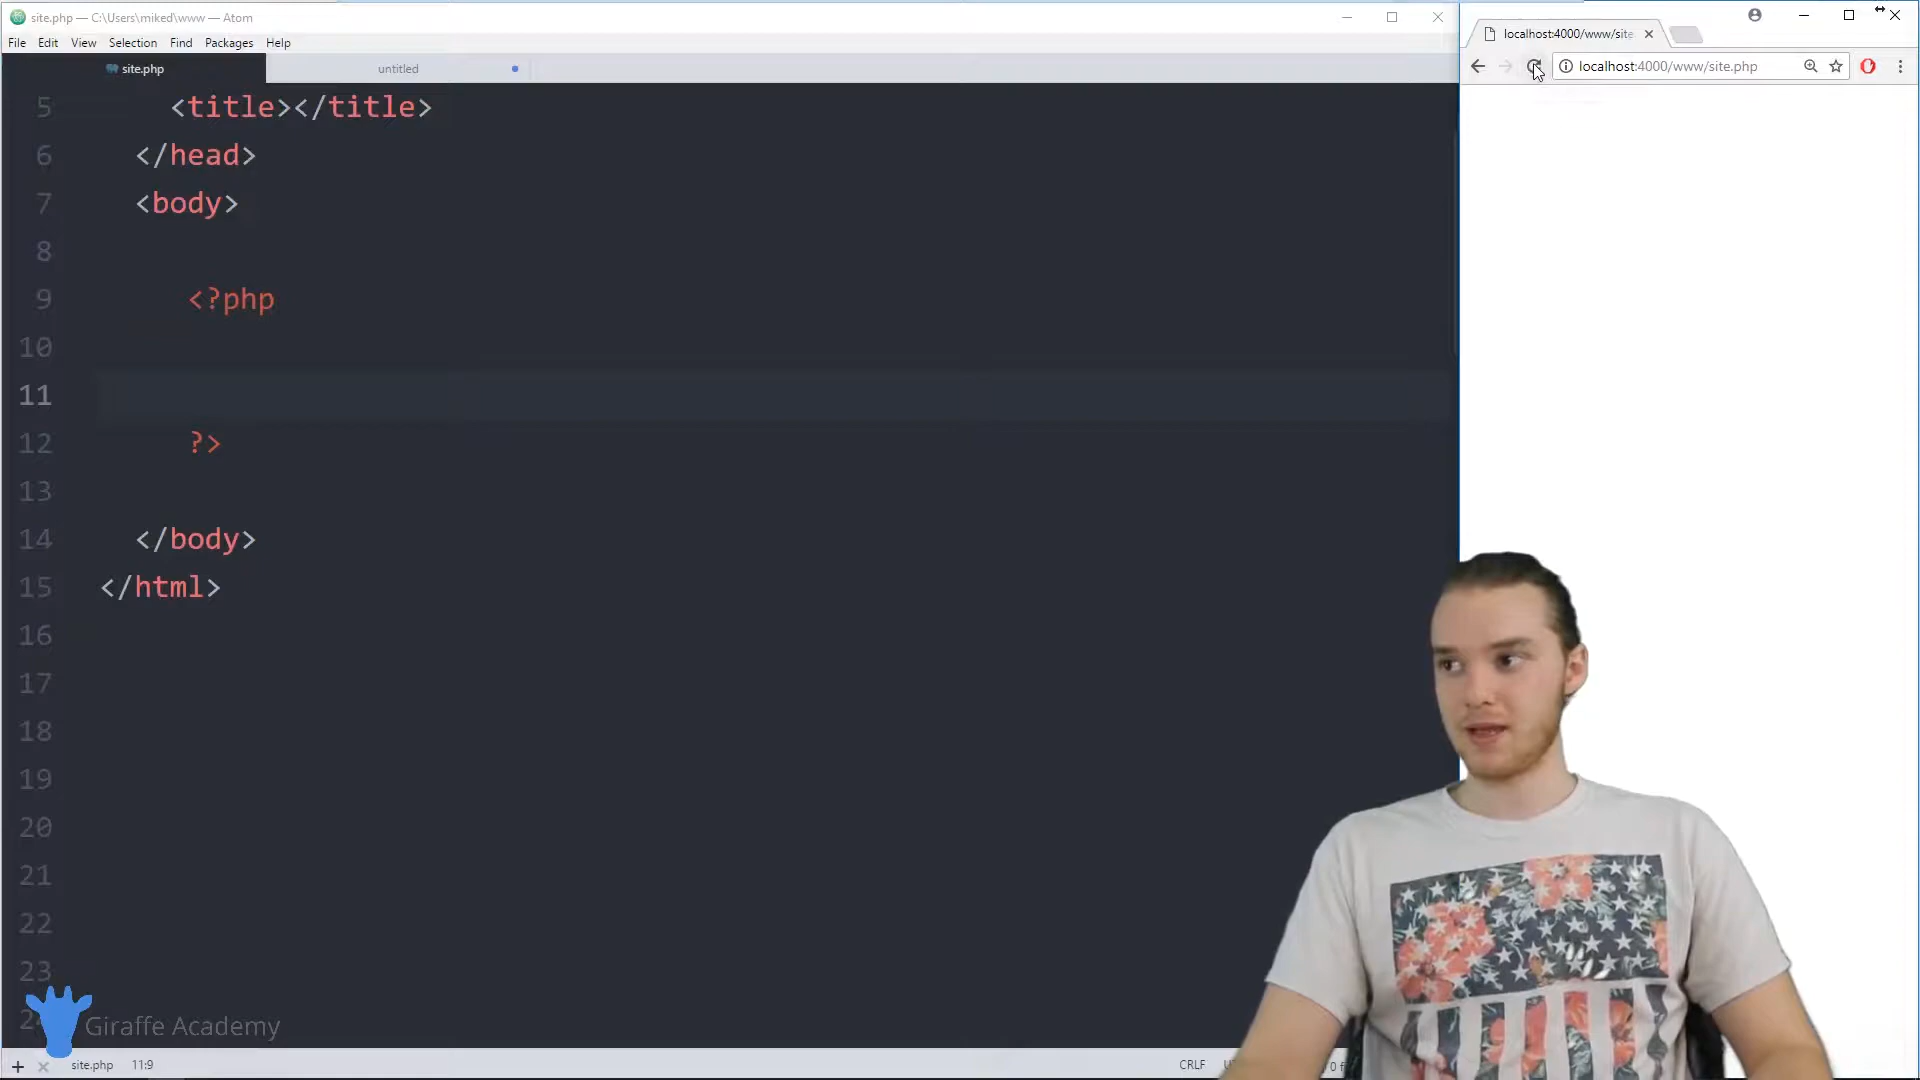 site.php — C:\Users\miked\www — Atom
File Edit View Selection Find Packages Help
site.php
untitled
5 <title></title>
6 </head>
7 <body>
8
9 <?php
10
11
12 ?>
13
14 </body>
15 </html>
16
17
18
19
20
21
22
23
Giraffe Academy
site.php 11:9
CRLF
localhost:4000/www/site
localhost:4000/www/site.php